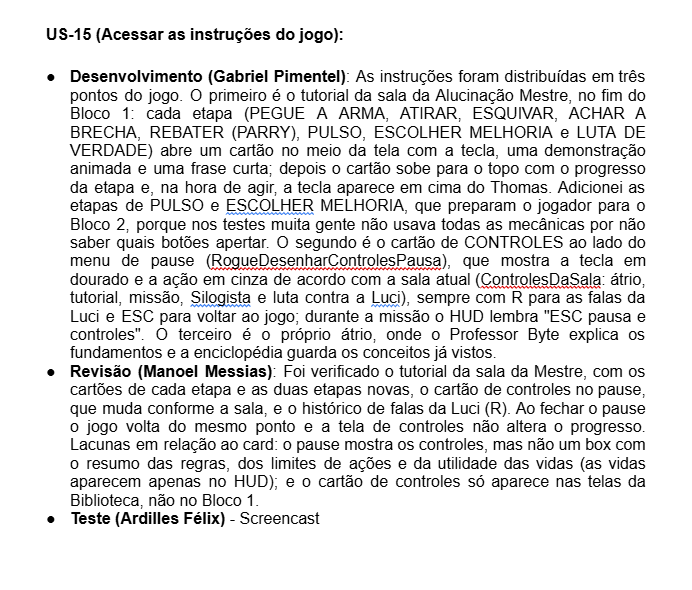 US-15 (Acessar as instruções do jogo):
● Desenvolvimento (Gabriel Pimentel): As instruções foram distribuídas em três
pontos do jogo. O primeiro é o tutorial da sala da Alucinação Mestre, no fim do
Bloco 1: cada etapa (PEGUE A ARMA, ATIRAR, ESQUIVAR, ACHAR A
BRECHA, REBATER (PARRY), PULSO, ESCOLHER MELHORIA e LUTA DE
VERDADE) abre um cartão no meio da tela com a tecla, uma demonstração
animada e uma frase curta; depois o cartão sobe para o topo com o progresso
da etapa e, na hora de agir, a tecla aparece em cima do Thomas. Adicionei as
etapas de PULSO e ESCOLHER MELHORIA, que preparam o jogador para o
Bloco 2, porque nos testes muita gente não usava todas as mecânicas por não
saber quais botões apertar. O segundo é o cartão de CONTROLES ao lado do
menu de pause (RogueDesenharControlesPausa), que mostra a tecla em
dourado e a ação em cinza de acordo com a sala atual (ControlesDaSala: átrio,
tutorial, missão, Silogista e luta contra a Luci), sempre com R para as falas da
Luci e ESC para voltar ao jogo; durante a missão o HUD lembra "ESC pausa e
controles". O terceiro é o próprio átrio, onde o Professor Byte explica os
fundamentos e a enciclopédia guarda os conceitos já vistos.
● Revisão (Manoel Messias): Foi verificado o tutorial da sala da Mestre, com os
cartões de cada etapa e as duas etapas novas, o cartão de controles no pause,
que muda conforme a sala, e o histórico de falas da Luci (R). Ao fechar o pause
o jogo volta do mesmo ponto e a tela de controles não altera o progresso.
Lacunas em relação ao card: o pause mostra os controles, mas não um box com
o resumo das regras, dos limites de ações e da utilidade das vidas (as vidas
aparecem apenas no HUD); e o cartão de controles só aparece nas telas da
Biblioteca, não no Bloco 1.
● Teste (Ardilles Félix) - Screencast